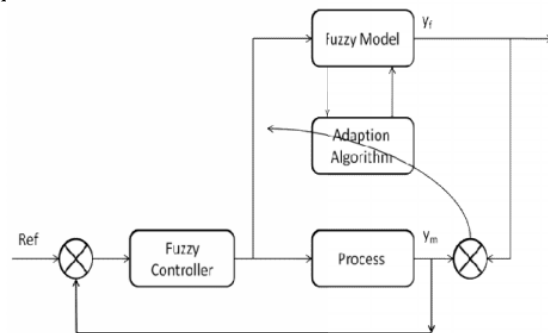 Fuzzy Model
yf
Adaption
Algorithm
Ref
Fuzzy
Controller
Process
ym